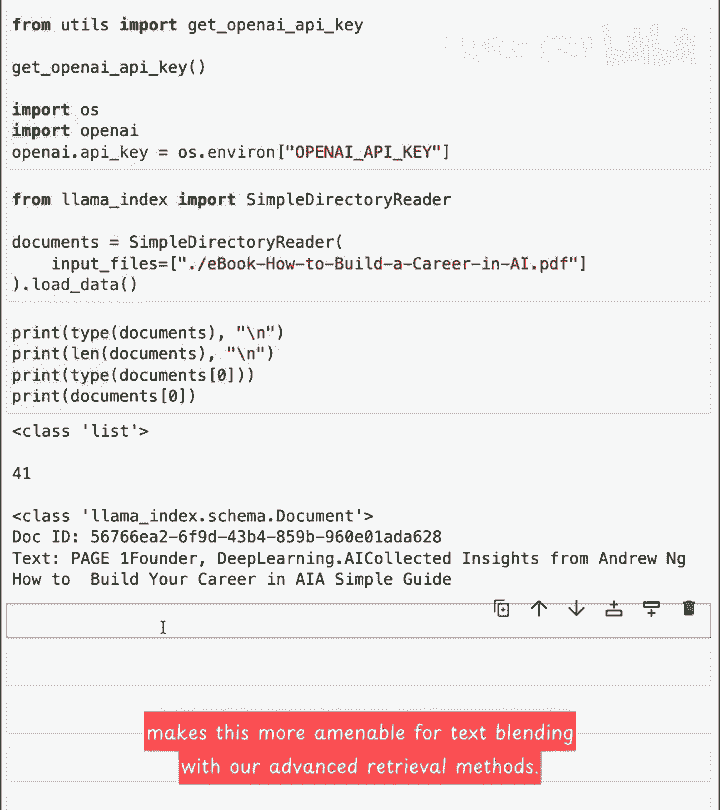 from utils import get_openai_api_key
get_openai_api_key()
import os
import openai
openai.api_key = os.environ["OPENAI_API_KEY"]
from llama_index import SimpleDirectoryReader
documents = SimpleDirectoryReader(
    input_files=["./eBook-How-to-Build-a-Career-in-AI.pdf"]
).load_data()
print(type(documents), "\n")
print(len(documents), "\n")
print(type(documents[0]))
print(documents[0])
<class 'list'>
41
<class 'llama_index.schema.Document'>
Doc ID: 56766ea2-6f9d-43b4-859b-960e01ada628
Text: PAGE 1Founder, DeepLearning.AICollected Insights from Andrew Ng
How to  Build Your Career in AIA Simple Guide
makes this more amenable for text blending
with our advanced retrieval methods.